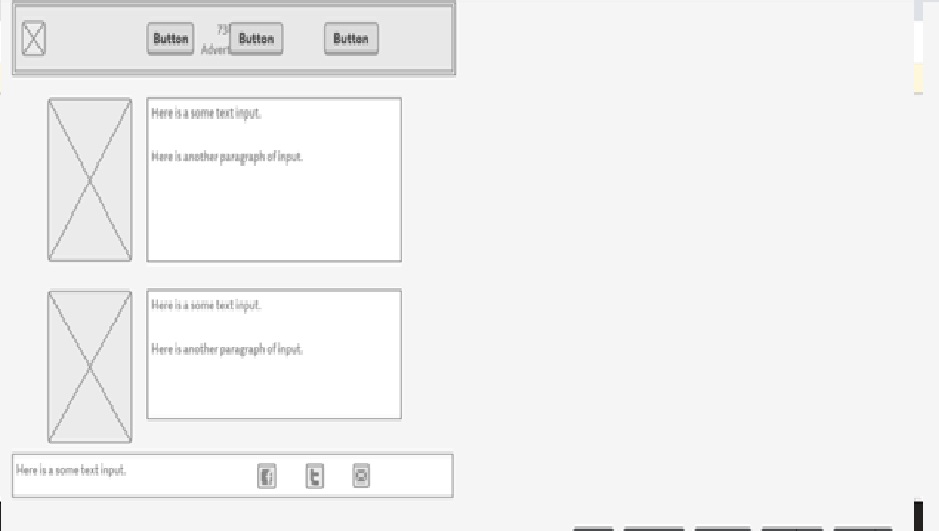 Button
Button
Button
Advert
Here is a some text input.
Here is another paragraph of input.
Here is a some text input.
Here is another paragraph of input.
Here is a some text input.